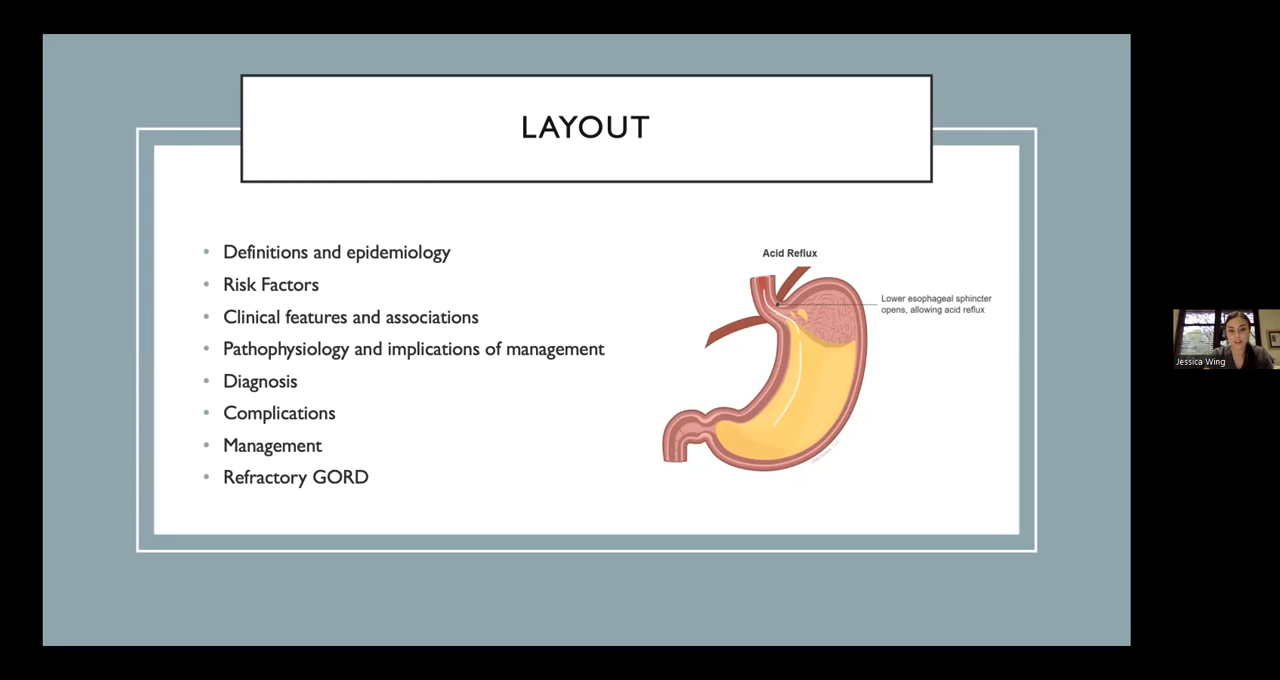 LAYOUT
• Definitions and epidemiology
• Risk Factors
• Clinical features and associations
• Pathophysiology and implications of management
• Diagnosis
• Complications
• Management
• Refractory GORD
Acid Reflux
Lower esophageal sphincter
opens, allowing acid reflux
Jessica Wing